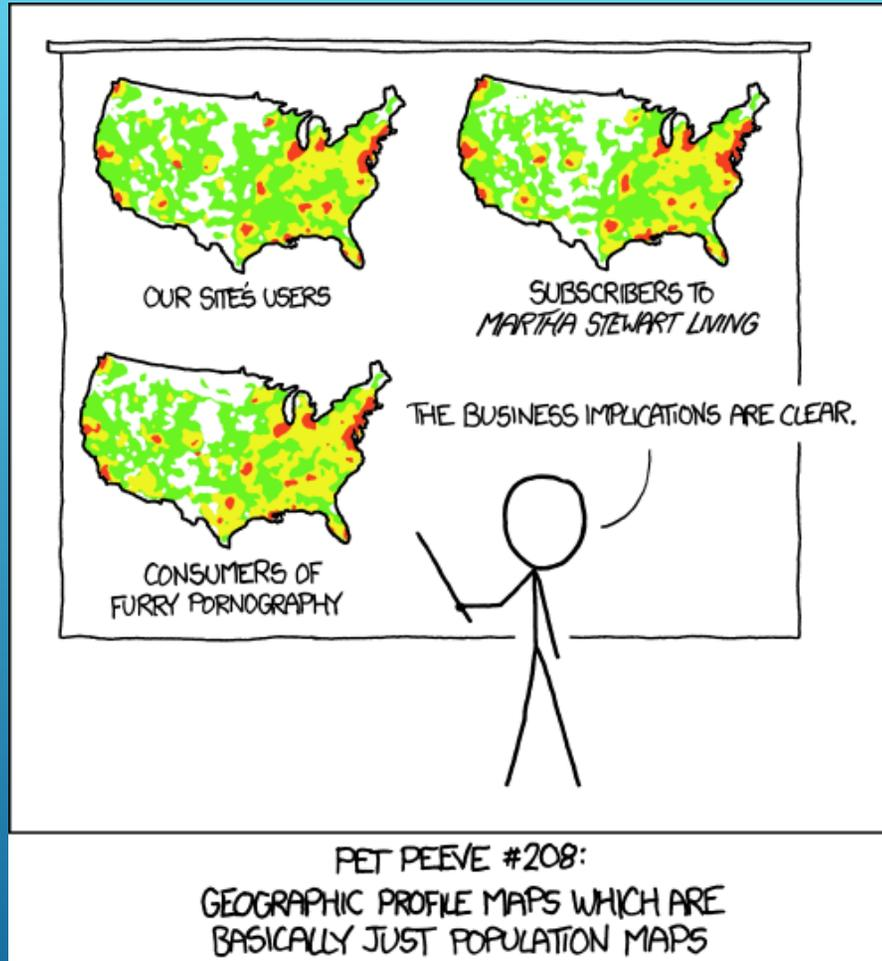 OUR SITE'S USERS
SUBSCRIBERS TO
MARTHA STEWART LIVING
CONSUMERS OF
FURRY PORNOGRAPHY
THE BUSINESS IMPLICATIONS ARE CLEAR.
PET PEEVE #208:
GEOGRAPHIC PROFILE MAPS WHICH ARE
BASICALLY JUST POPULATION MAPS